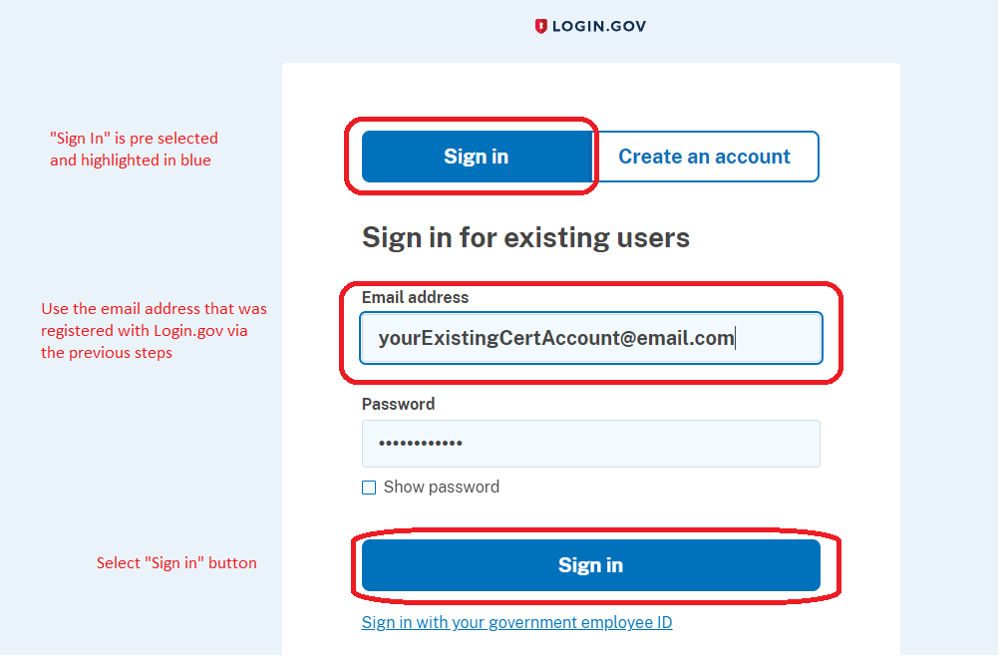 LOGIN.GOV
"Sign In" is pre selected
and highlighted in blue
Sign in
Create an account
Sign in for existing users
Use the email address that was
registered with Login.gov via
the previous steps
Email address
yourExistingCertAccount@email.com
Password
••••••••••••
Show password
Select "Sign in" button
Sign in
Sign in with your government employee ID